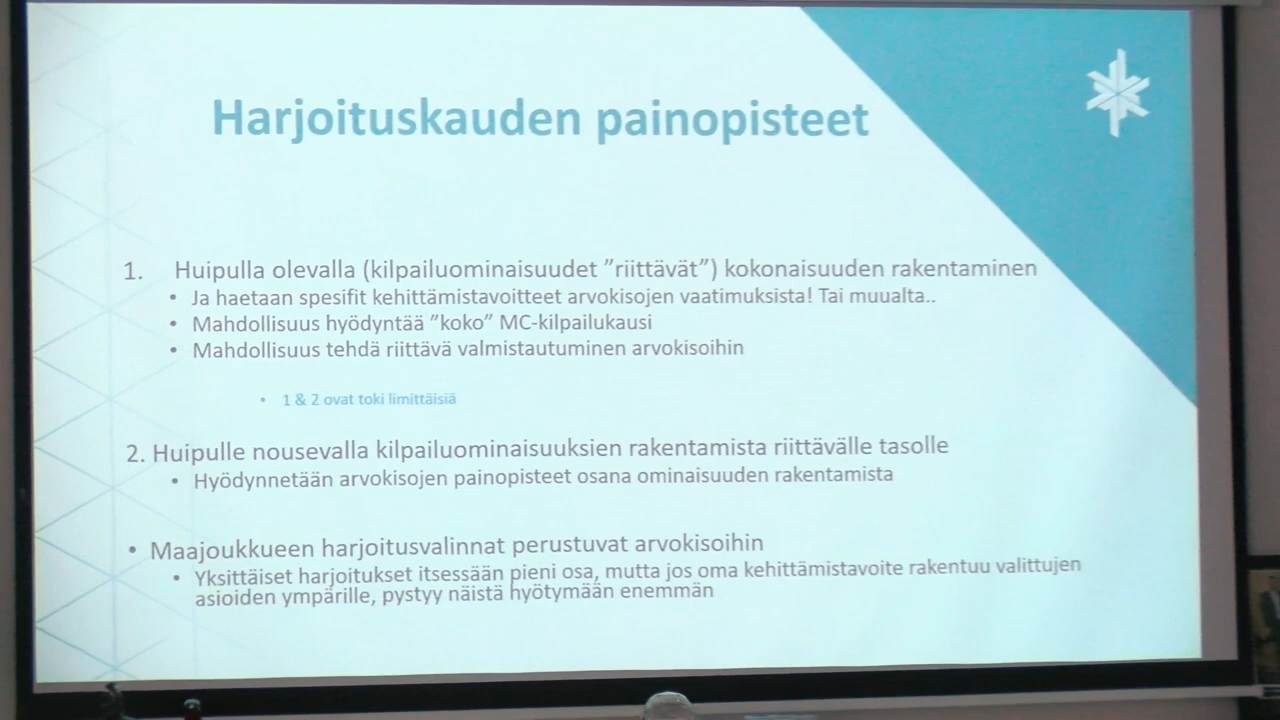 Harjoituskauden painopisteet
1. Huipulla olevalla (kilpailuominaisuudet ”riittävät”) kokonaisuuden rakentaminen
• Ja haetaan spesifit kehittämistavoitteet arvokisojen vaatimuksista! Tai muualta..
• Mahdollisuus hyödyntää ”koko” MC-kilpailukausi
• Mahdollisuus tehdä riittävä valmistautuminen arvokisoihin
• 1 & 2 ovat toki limittäisiä
2. Huipulle nousevalla kilpailuominaisuuksien rakentamista riittävälle tasolle
• Hyödynnetään arvokisojen painopisteet osana ominaisuuden rakentamista
• Maajoukkueen harjoitusvalinnat perustuvat arvokisoihin
• Yksittäiset harjoitukset itsessään pieni osa, mutta jos oma kehittämistavoite rakentuu valittujen
asioiden ympärille, pystyy näistä hyötymään enemmän